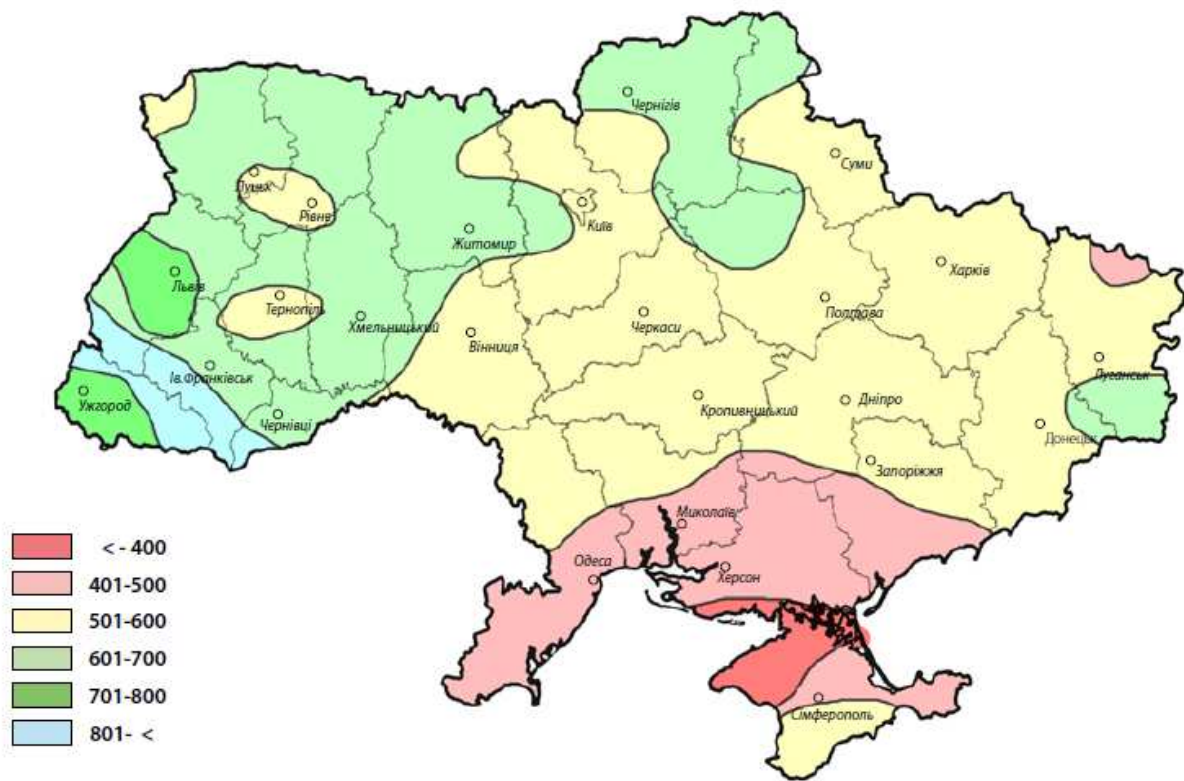 Чернігів
Суми
Луцьк
Рівне
Київ
Житомир
Харків
Львів
Тернопіль
Хмельницький
Черкаси
Полтава
Вінниця
Луганськ
Ів.Франківськ
Ужгород
Кропивницький
Дніпро
Чернівці
Донецьк
Запоріжжя
Миколаїв
Одеса
Херсон
Сімферополь
< - 400
401-500
501-600
601-700
701-800
801- <